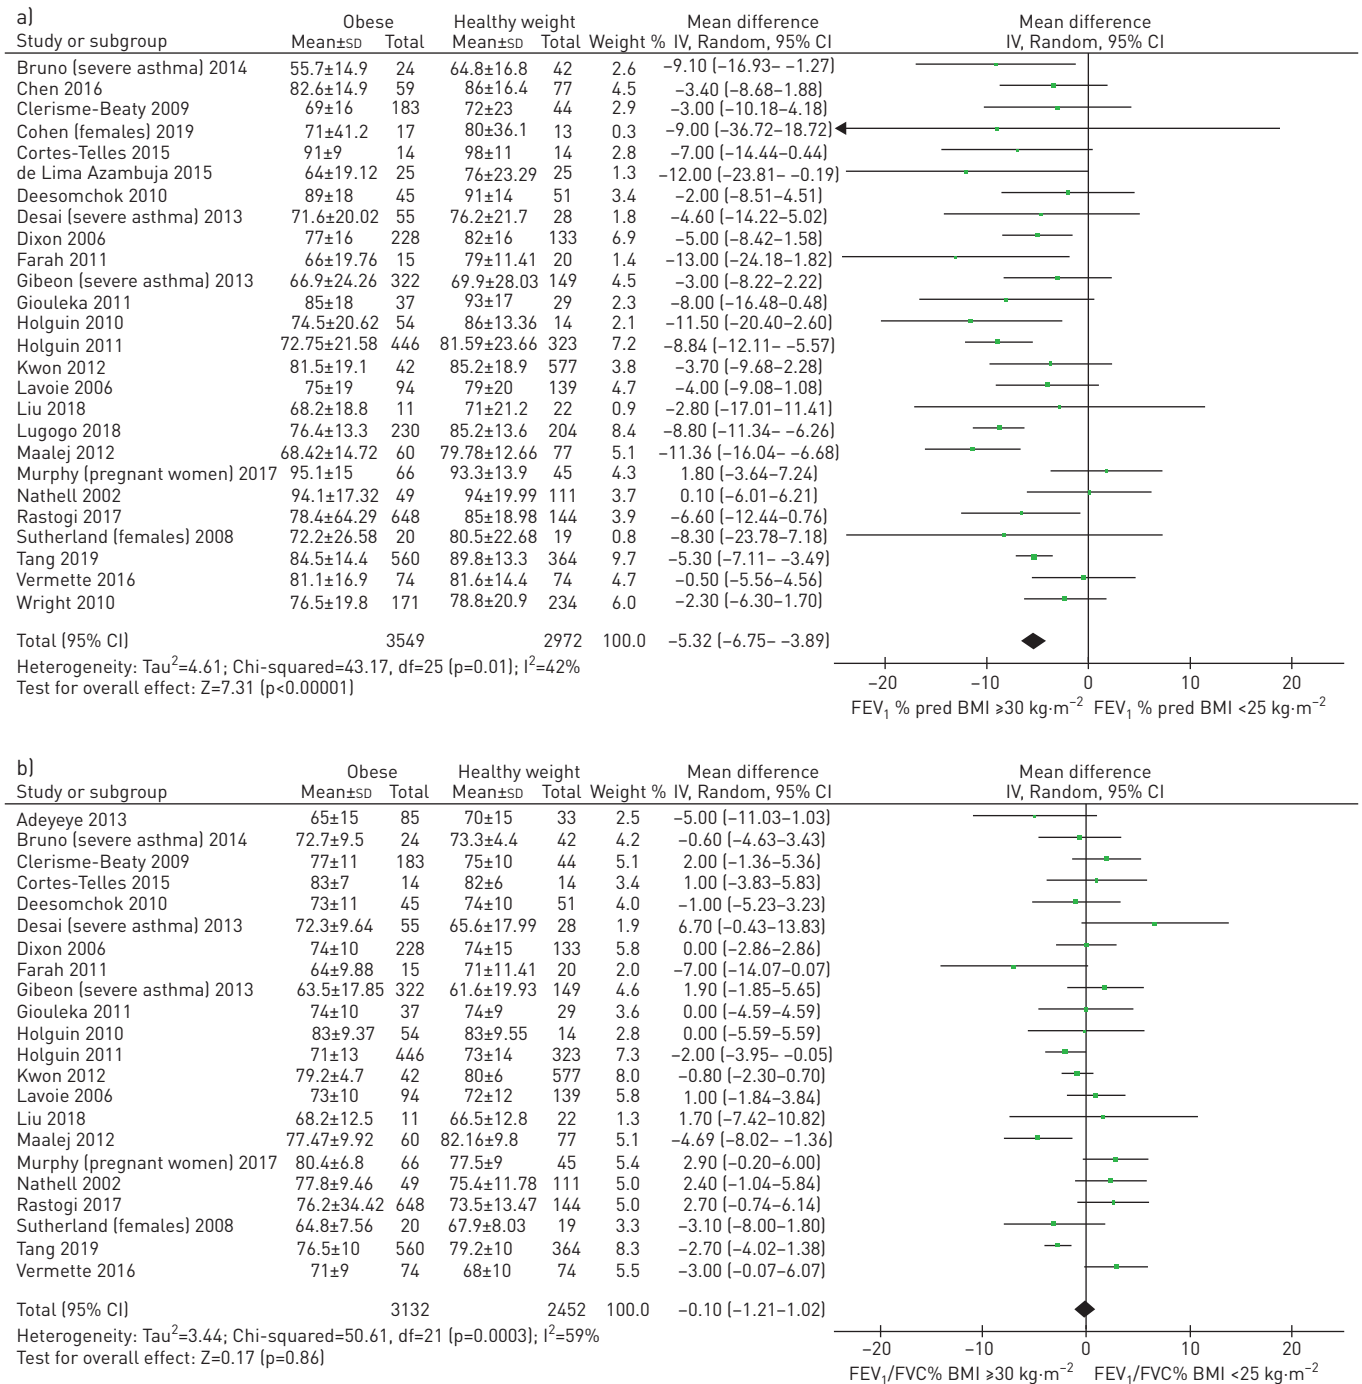 a)
Obese Healthy weight Mean difference Mean difference
Study or subgroup Mean±SD Total Mean±SD Total Weight % IV, Random, 95% CI IV, Random, 95% CI
Bruno (severe asthma) 2014 55.7±14.9 24 64.8±16.8 42 2.6 −9.10 (−16.93– −1.27)
Chen 2016 82.6±14.9 59 86±16.4 77 4.5 −3.40 (−8.68–1.88)
Clerisme-Beaty 2009 69±16 183 72±23 44 2.9 −3.00 (−10.18–4.18)
Cohen (females) 2019 71±41.2 17 80±36.1 13 0.3 −9.00 (−36.72–18.72)
Cortes-Telles 2015 91±9 14 98±11 14 2.8 −7.00 (−14.44–0.44)
de Lima Azambuja 2015 64±19.12 25 76±23.29 25 1.3 −12.00 (−23.81– −0.19)
Deesomchok 2010 89±18 45 91±14 51 3.4 −2.00 (−8.51–4.51)
Desai (severe asthma) 2013 71.6±20.02 55 76.2±21.7 28 1.8 −4.60 (−14.22–5.02)
Dixon 2006 77±16 228 82±16 133 6.9 −5.00 (−8.42–1.58)
Farah 2011 66±19.76 15 79±11.41 20 1.4 −13.00 (−24.18–1.82)
Gibeon (severe asthma) 2013 66.9±24.26 322 69.9±28.03 149 4.5 −3.00 (−8.22–2.22)
Giouleka 2011 85±18 37 93±17 29 2.3 −8.00 (−16.48–0.48)
Holguin 2010 74.5±20.62 54 86±13.36 14 2.1 −11.50 (−20.40–2.60)
Holguin 2011 72.75±21.58 446 81.59±23.66 323 7.2 −8.84 (−12.11– −5.57)
Kwon 2012 81.5±19.1 42 85.2±18.9 577 3.8 −3.70 (−9.68–2.28)
Lavoie 2006 75±19 94 79±20 139 4.7 −4.00 (−9.08–1.08)
Liu 2018 68.2±18.8 11 71±21.2 22 0.9 −2.80 (−17.01–11.41)
Lugogo 2018 76.4±13.3 230 85.2±13.6 204 8.4 −8.80 (−11.34– −6.26)
Maalej 2012 68.42±14.72 60 79.78±12.66 77 5.1 −11.36 (−16.04– −6.68)
Murphy (pregnant women) 2017 95.1±15 66 93.3±13.9 45 4.3 1.80 (−3.64–7.24)
Nathell 2002 94.1±17.32 49 94±19.99 111 3.7 0.10 (−6.01–6.21)
Rastogi 2017 78.4±64.29 648 85±18.98 144 3.9 −6.60 (−12.44–0.76)
Sutherland (females) 2008 72.2±26.58 20 80.5±22.68 19 0.8 −8.30 (−23.78–7.18)
Tang 2019 84.5±14.4 560 89.8±13.3 364 9.7 −5.30 (−7.11– −3.49)
Vermette 2016 81.1±16.9 74 81.6±14.4 74 4.7 −0.50 (−5.56–4.56)
Wright 2010 76.5±19.8 171 78.8±20.9 234 6.0 −2.30 (−6.30–1.70)
Total (95% CI) 3549 2972 100.0 −5.32 (−6.75– −3.89)
Heterogeneity: Tau²=4.61; Chi-squared=43.17, df=25 (p=0.01); I²=42%
Test for overall effect: Z=7.31 (p<0.00001)
−20 −10 0 10 20
FEV₁ % pred BMI ⩾30 kg·m⁻² FEV₁ % pred BMI <25 kg·m⁻²
b)
Obese Healthy weight Mean difference Mean difference
Study or subgroup Mean±SD Total Mean±SD Total Weight % IV, Random, 95% CI IV, Random, 95% CI
Adeyeye 2013 65±15 85 70±15 33 2.5 −5.00 (−11.03–1.03)
Bruno (severe asthma) 2014 72.7±9.5 24 73.3±4.4 42 4.2 −0.60 (−4.63–3.43)
Clerisme-Beaty 2009 77±11 183 75±10 44 5.1 2.00 (−1.36–5.36)
Cortes-Telles 2015 83±7 14 82±6 14 3.4 1.00 (−3.83–5.83)
Deesomchok 2010 73±11 45 74±10 51 4.0 −1.00 (−5.23–3.23)
Desai (severe asthma) 2013 72.3±9.64 55 65.6±17.99 28 1.9 6.70 (−0.43–13.83)
Dixon 2006 74±10 228 74±15 133 5.8 0.00 (−2.86–2.86)
Farah 2011 64±9.88 15 71±11.41 20 2.0 −7.00 (−14.07–0.07)
Gibeon (severe asthma) 2013 63.5±17.85 322 61.6±19.93 149 4.6 1.90 (−1.85–5.65)
Giouleka 2011 74±10 37 74±9 29 3.6 0.00 (−4.59–4.59)
Holguin 2010 83±9.37 54 83±9.55 14 2.8 0.00 (−5.59–5.59)
Holguin 2011 71±13 446 73±14 323 7.3 −2.00 (−3.95– −0.05)
Kwon 2012 79.2±4.7 42 80±6 577 8.0 −0.80 (−2.30–0.70)
Lavoie 2006 73±10 94 72±12 139 5.8 1.00 (−1.84–3.84)
Liu 2018 68.2±12.5 11 66.5±12.8 22 1.3 1.70 (−7.42–10.82)
Maalej 2012 77.47±9.92 60 82.16±9.8 77 5.1 −4.69 (−8.02– −1.36)
Murphy (pregnant women) 2017 80.4±6.8 66 77.5±9 45 5.4 2.90 (−0.20–6.00)
Nathell 2002 77.8±9.46 49 75.4±11.78 111 5.0 2.40 (−1.04–5.84)
Rastogi 2017 76.2±34.42 648 73.5±13.47 144 5.0 2.70 (−0.74–6.14)
Sutherland (females) 2008 64.8±7.56 20 67.9±8.03 19 3.3 −3.10 (−8.00–1.80)
Tang 2019 76.5±10 560 79.2±10 364 8.3 −2.70 (−4.02–1.38)
Vermette 2016 71±9 74 68±10 74 5.5 −3.00 (−0.07–6.07)
Total (95% CI) 3132 2452 100.0 −0.10 (−1.21–1.02)
Heterogeneity: Tau²=3.44; Chi-squared=50.61, df=21 (p=0.0003); I²=59%
Test for overall effect: Z=0.17 (p=0.86)
−20 −10 0 10 20
FEV₁/FVC% BMI ⩾30 kg·m⁻² FEV₁/FVC% BMI <25 kg·m⁻²